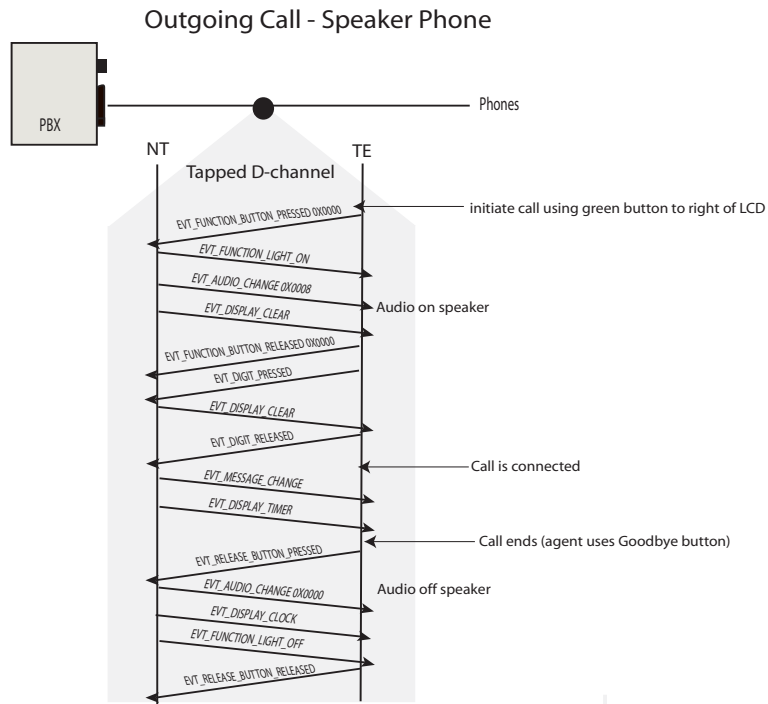 Outgoing Call - Speaker Phone
PBX
Phones
NT
TE
Tapped D-channel
initiate call using green button to right of LCD
EVT_FUNCTION_BUTTON_PRESSED 0X0000
EVT_FUNCTION_LIGHT_ON
EVT_AUDIO_CHANGE 0X0008
Audio on speaker
EVT_DISPLAY_CLEAR
EVT_FUNCTION_BUTTON_RELEASED 0X0000
EVT_DIGIT_PRESSED
EVT_DISPLAY_CLEAR
EVT_DIGIT_RELEASED
Call is connected
EVT_MESSAGE_CHANGE
EVT_DISPLAY_TIMER
Call ends (agent uses Goodbye button)
EVT_RELEASE_BUTTON_PRESSED
EVT_AUDIO_CHANGE 0X0000
Audio off speaker
EVT_DISPLAY_CLOCK
EVT_FUNCTION_LIGHT_OFF
EVT_RELEASE_BUTTON_RELEASED